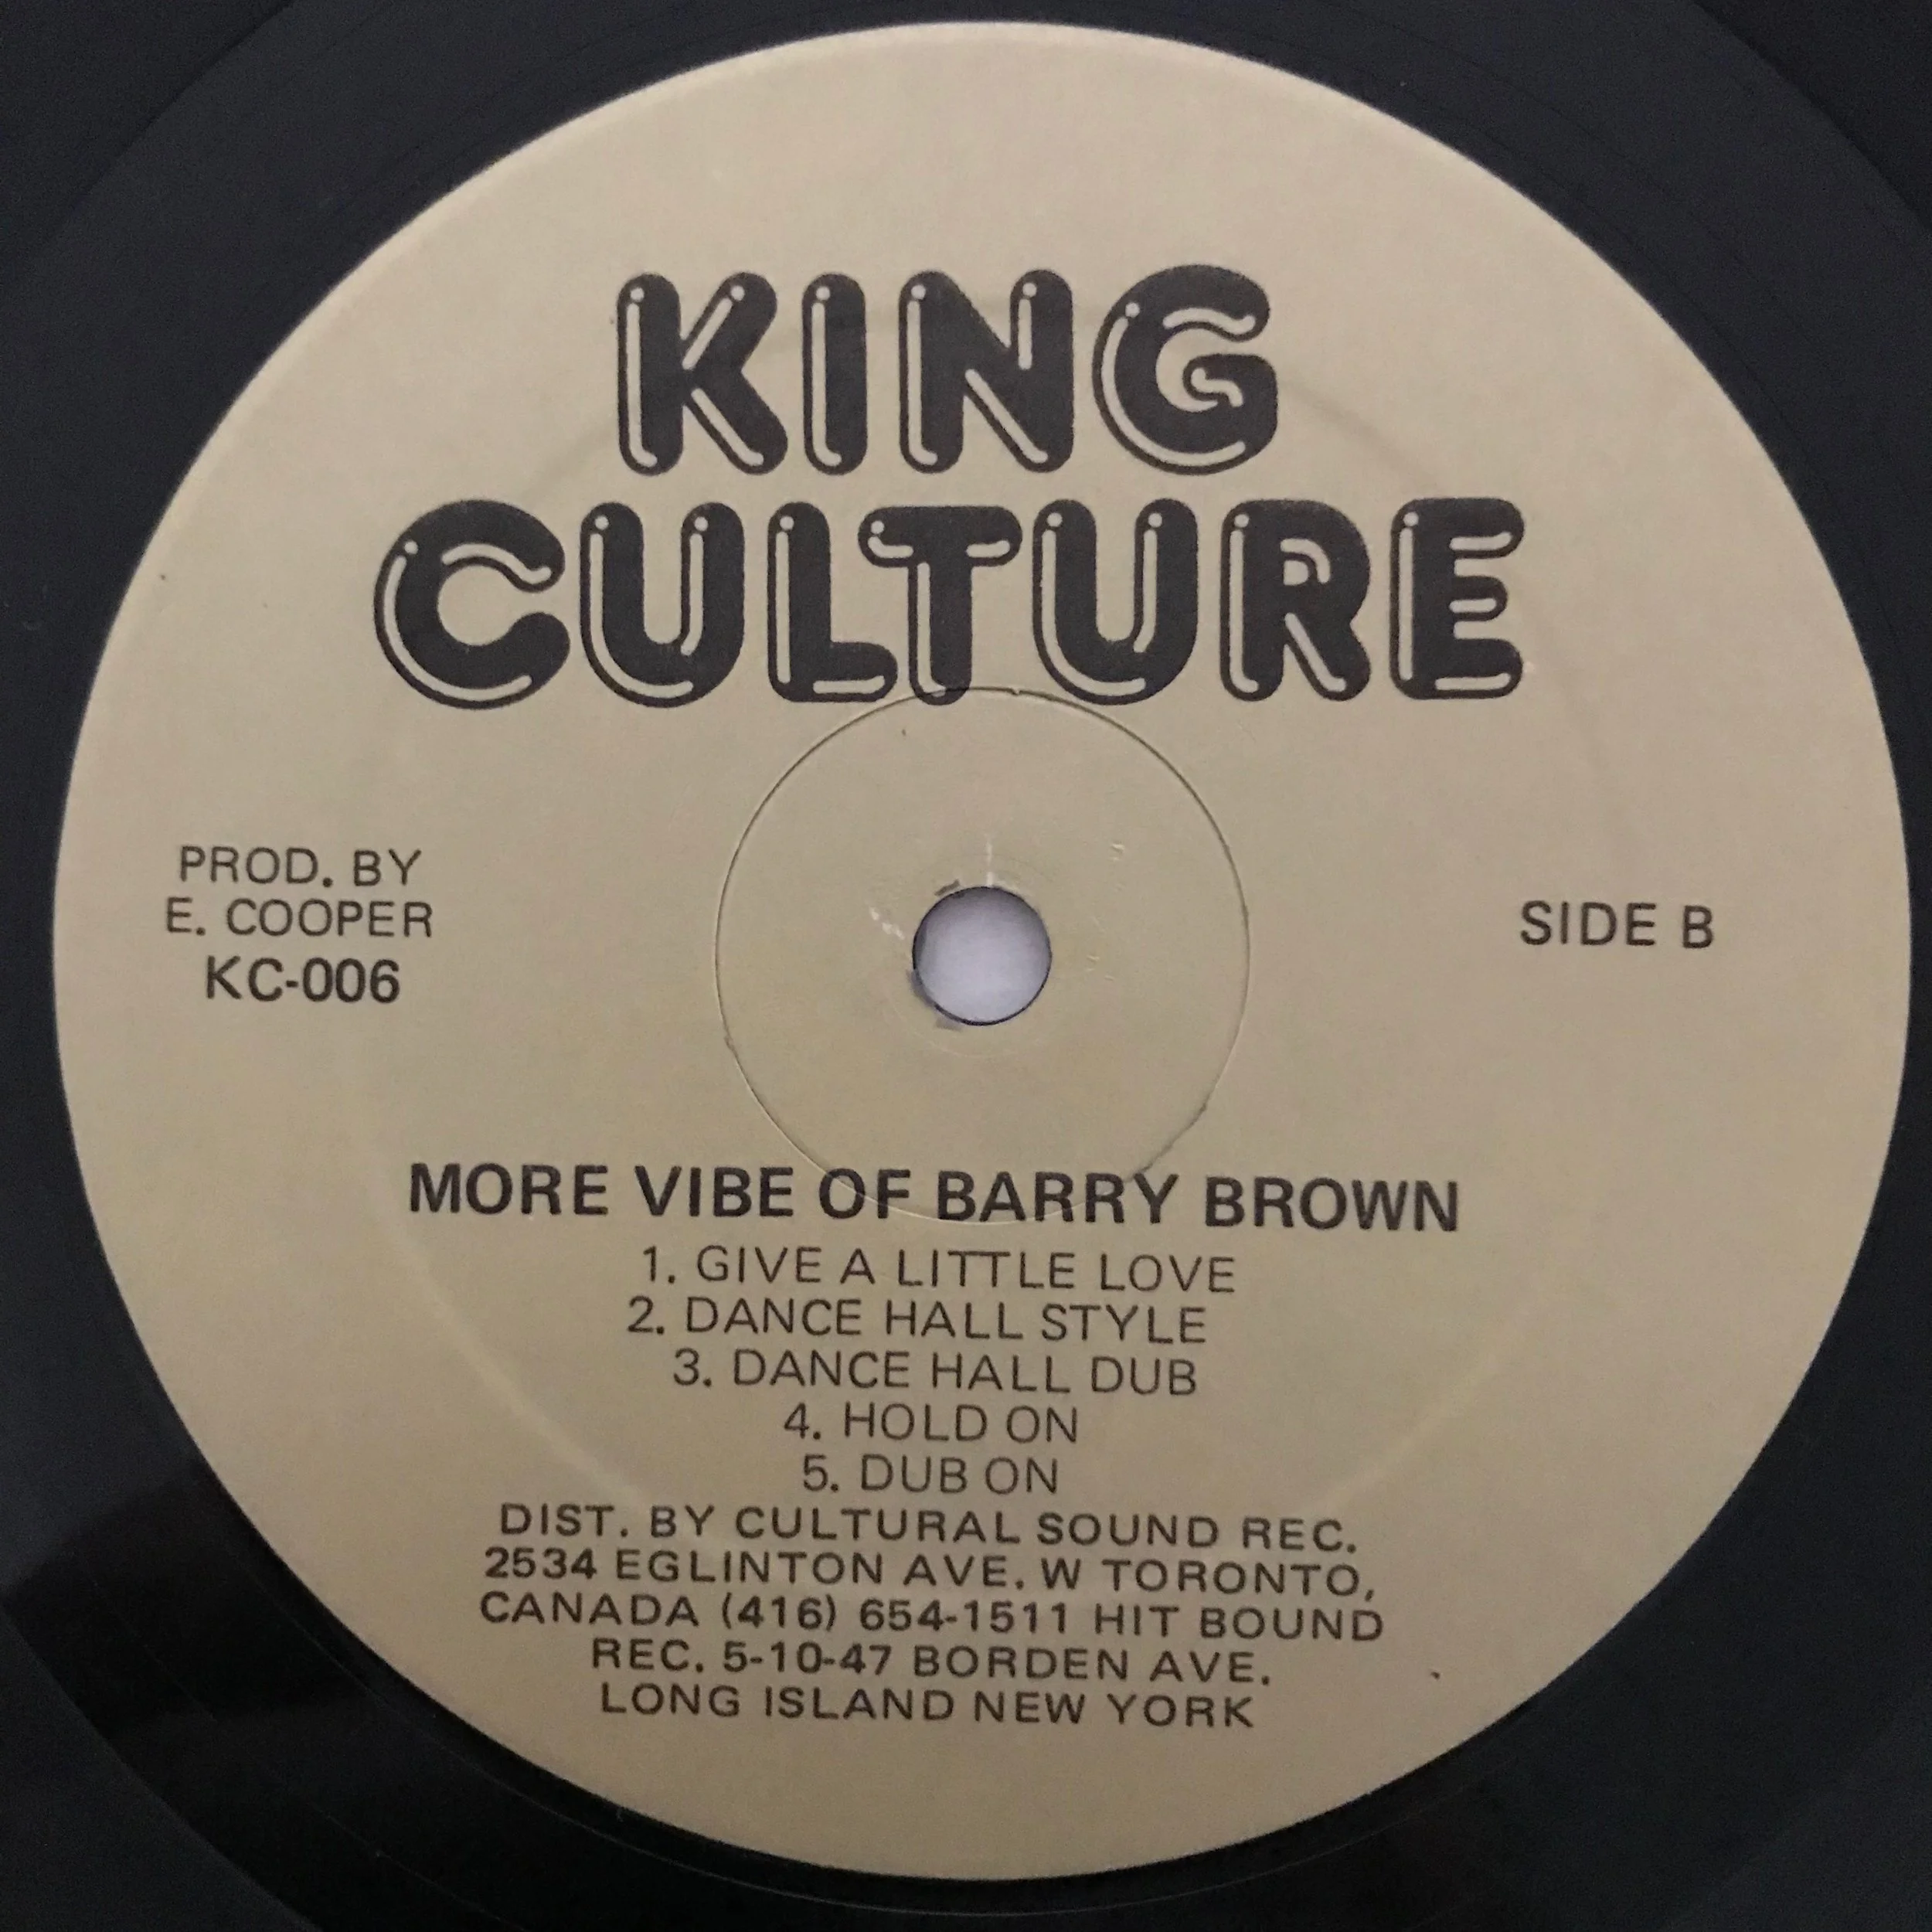 KING
CULTURE
PROD. BY
E. COOPER
KC-006
SIDE B
MORE VIBE OF BARRY BROWN
1. GIVE A LITTLE LOVE
2. DANCE HALL STYLE
3. DANCE HALL DUB
4. HOLD ON
5. DUB ON
DIST. BY CULTURAL SOUND REC.
2534 EGLINTON AVE. W TORONTO,
CANADA (416) 654-1511 HIT BOUND
REC. 5-10-47 BORDEN AVE.
LONG ISLAND NEW YORK